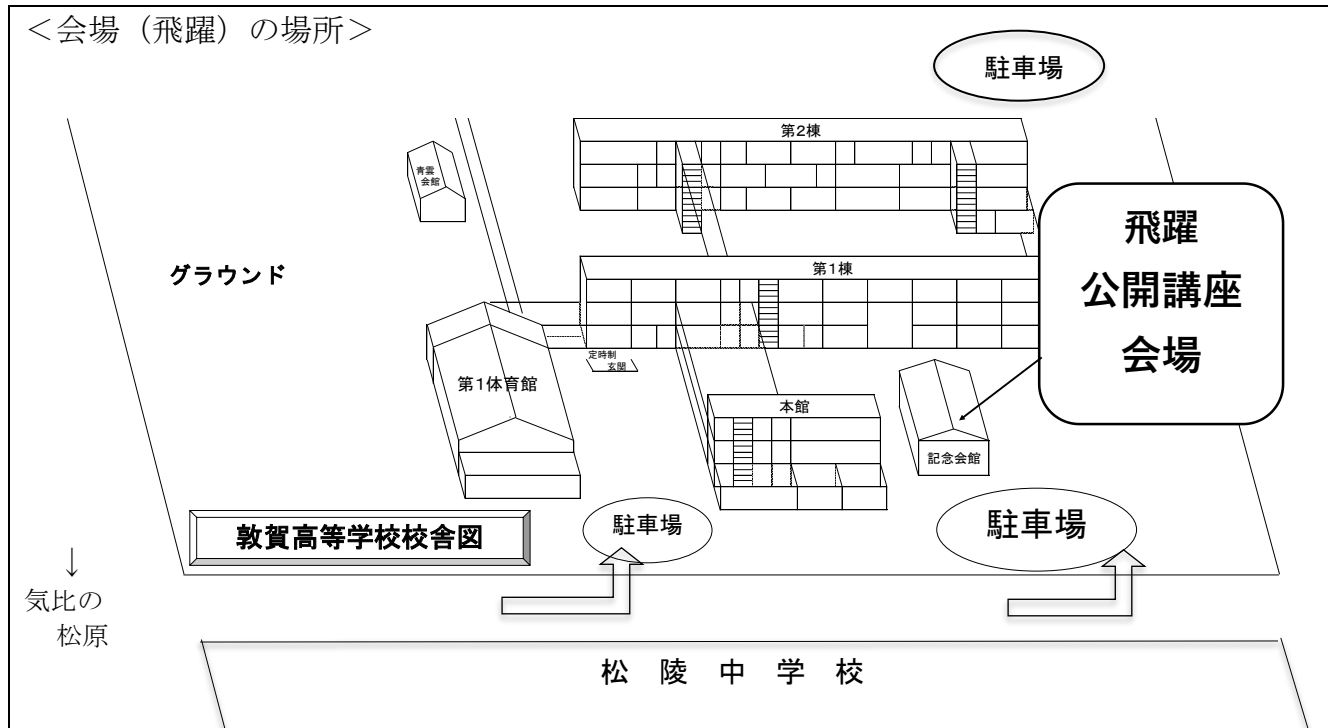 ＜会場（飛躍）の場所＞
駐車場
第2棟
青雲
会館
飛躍
公開講座
会場
グラウンド
第1棟
定時制
玄関
第1体育館
本館
記念会館
敦賀高等学校校舎図
駐車場
駐車場
↓
気比の
松原
松 陵 中 学 校